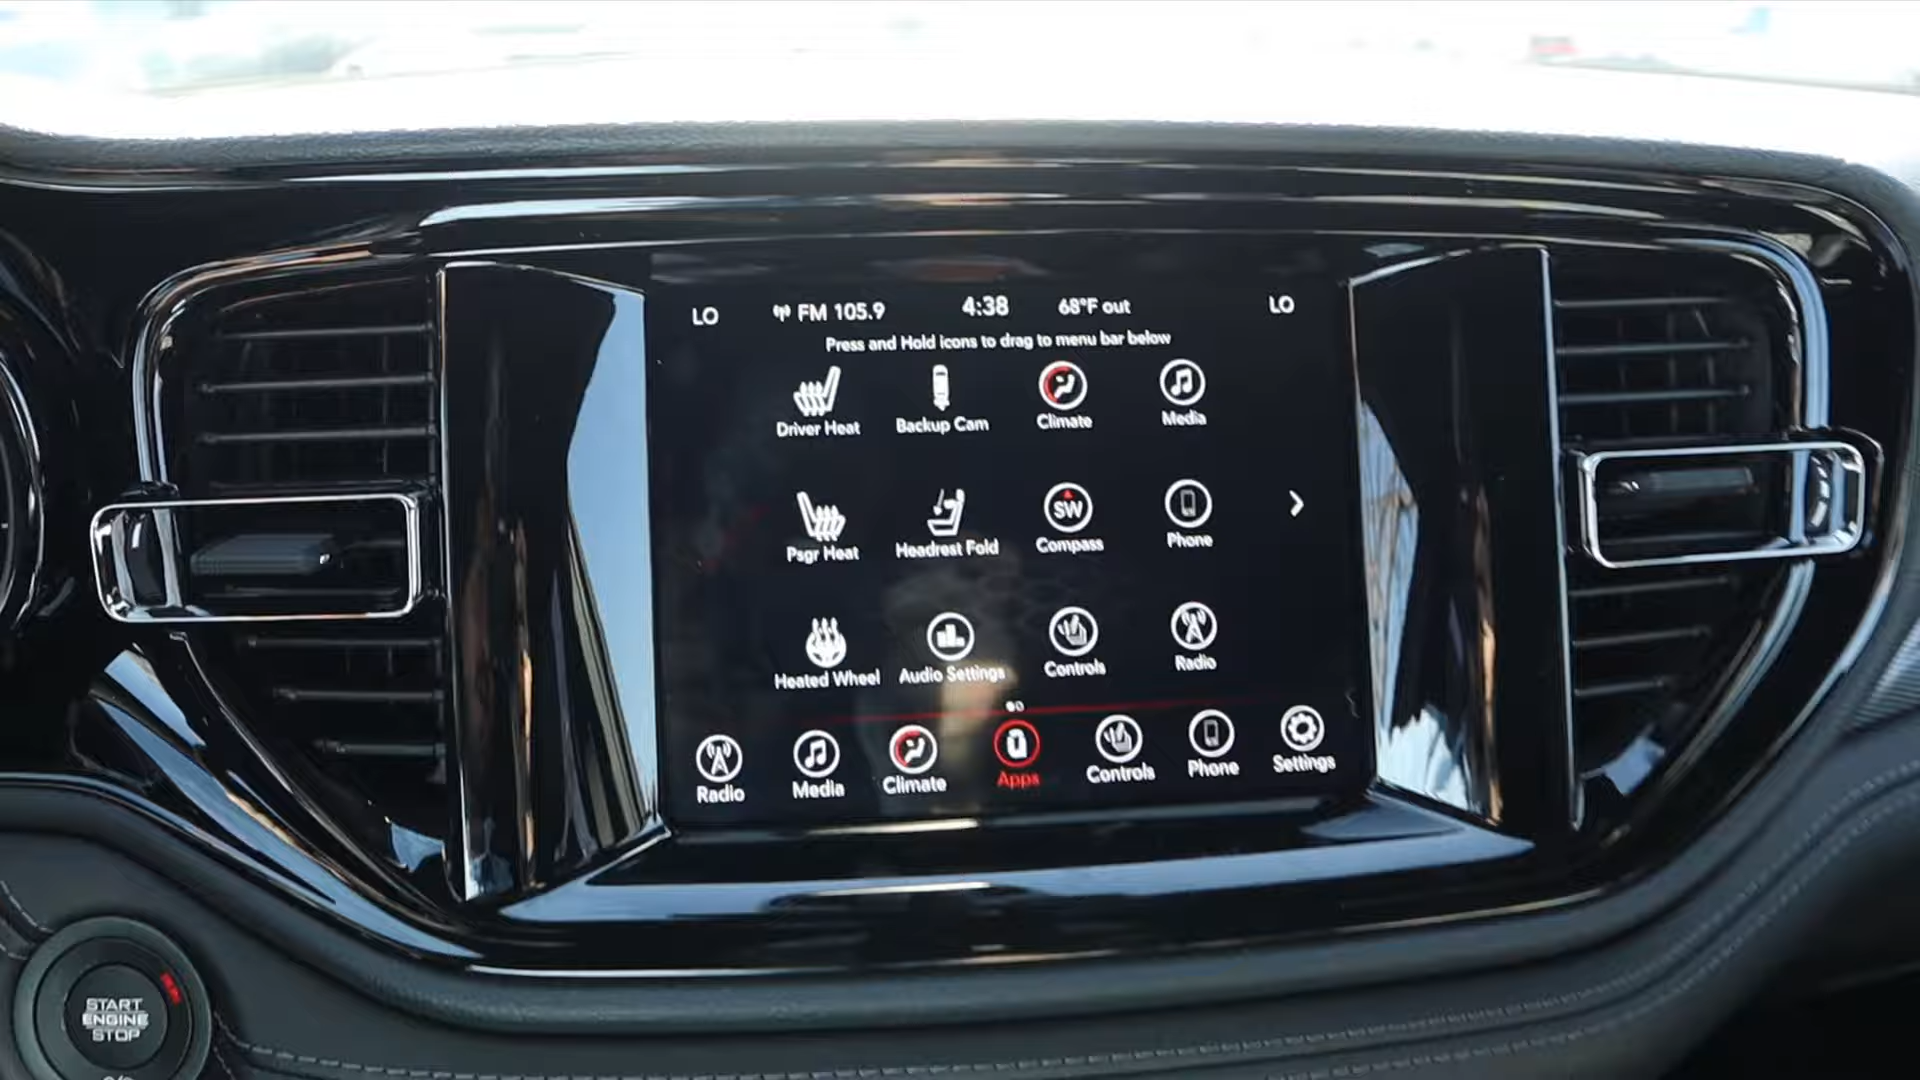 LO FM 105.9 4:38 68°F out LO
Press and Hold icons to drag to menu bar below
Driver Heat Backup Cam Climate Media
SW
Psgr Heat Headrest Fold Compass Phone
Heated Wheel Audio Settings Controls Radio
Radio Media Climate Apps Controls Phone Settings
START
ENGINE
STOP